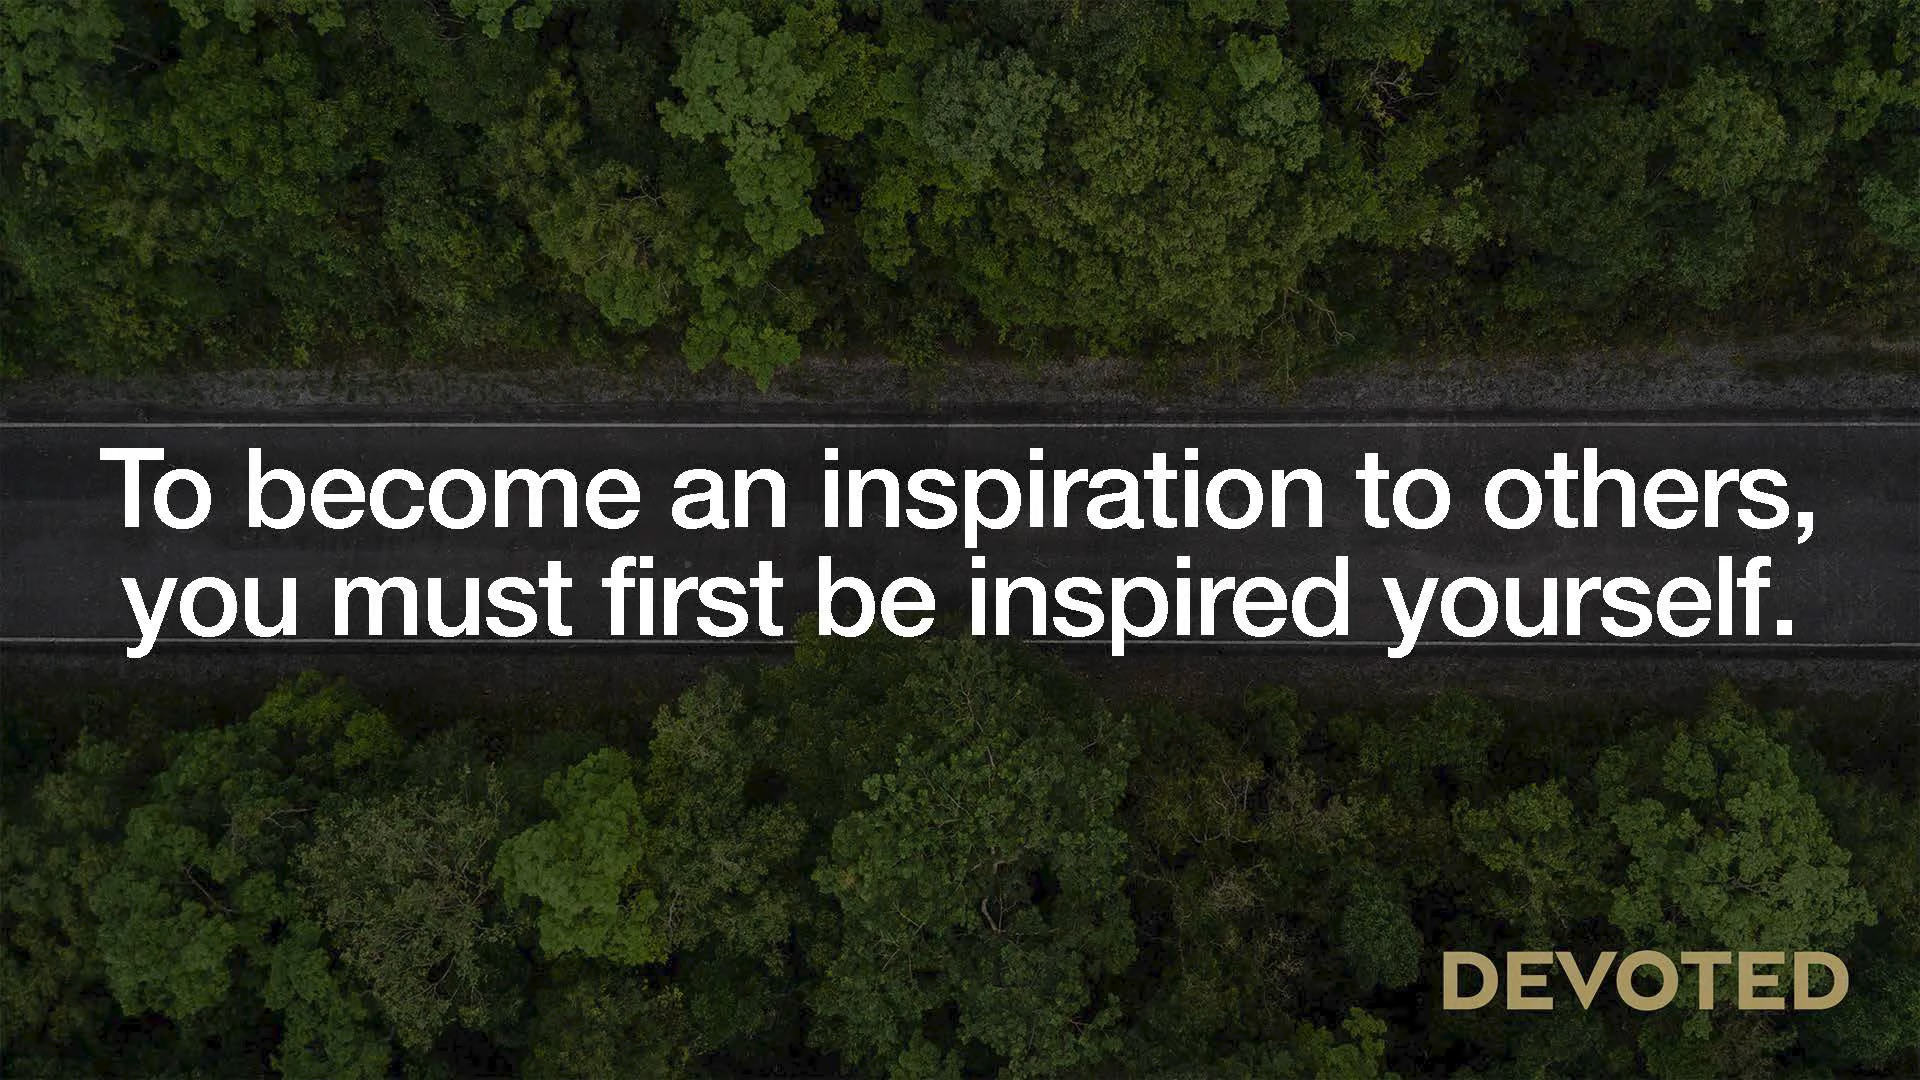 To become an inspiration to others,
you must first be inspired yourself.
DEVOTED